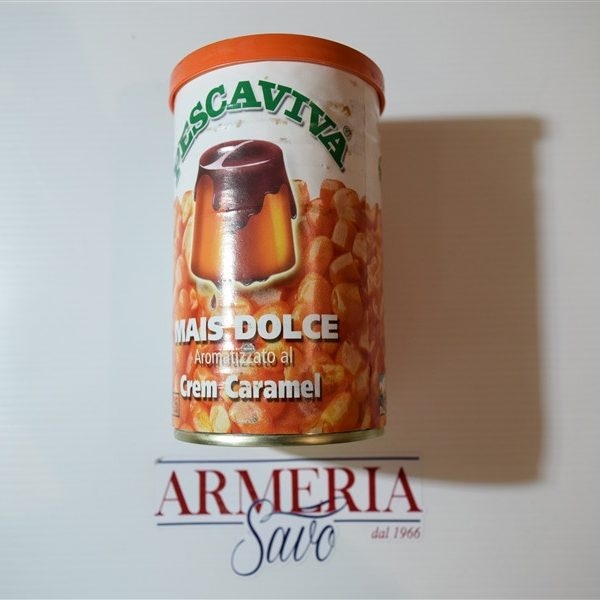 PESCAVIVA®
MAIS DOLCE
Aromatizzato al
Crem Caramel
ARMERIA
Savo
dal 1966